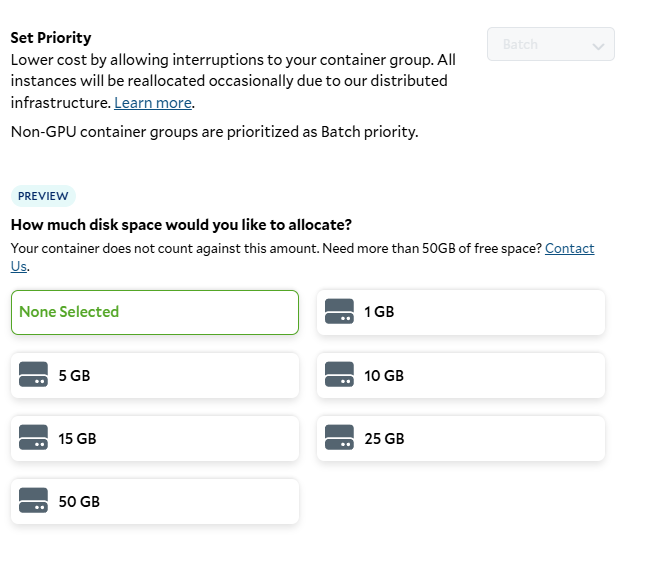 Set Priority
Batch
Lower cost by allowing interruptions to your container group. All
instances will be reallocated occasionally due to our distributed
infrastructure. Learn more.
Non-GPU container groups are prioritized as Batch priority.
PREVIEW
How much disk space would you like to allocate?
Your container does not count against this amount. Need more than 50GB of free space? Contact
Us.
None Selected
1 GB
5 GB
10 GB
15 GB
25 GB
50 GB